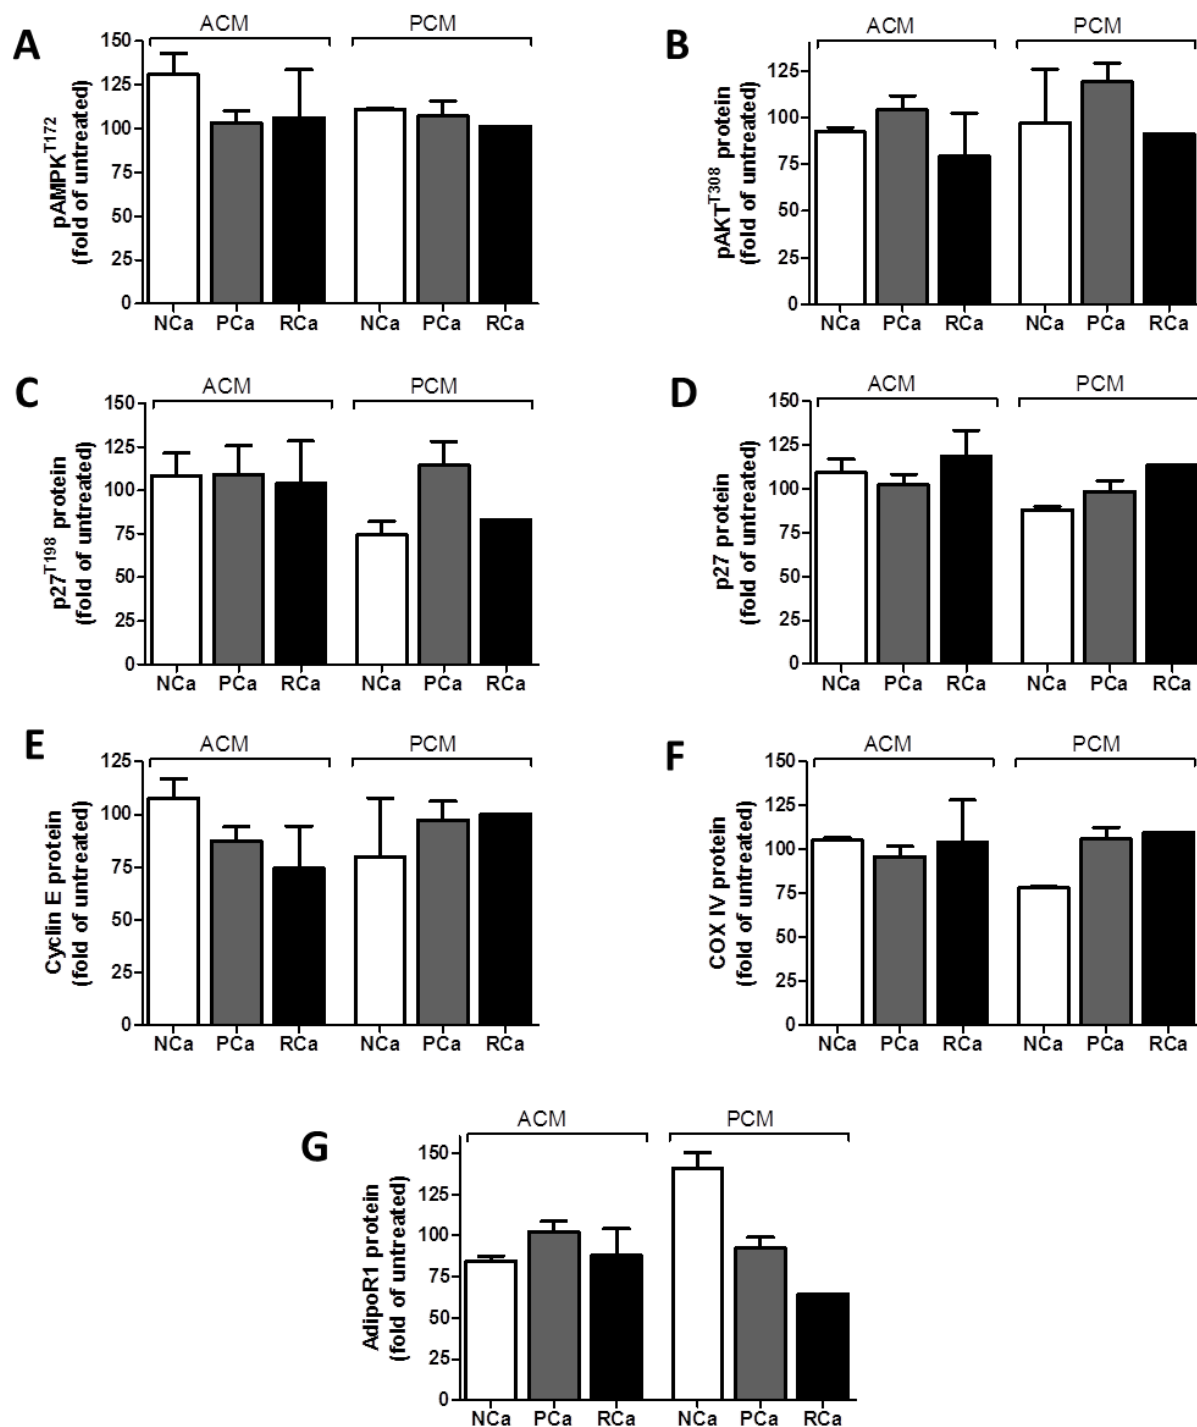 A
ACM PCM
pAMPK^T172
(fold of untreated)
150
125
100
75
50
25
0
NCa PCa RCa NCa PCa RCa
B
ACM PCM
pAKT^T308 protein
(fold of untreated)
125
100
75
50
25
0
NCa PCa RCa NCa PCa RCa
C
ACM PCM
p27^T198 protein
(fold of untreated)
150
125
100
75
50
25
0
NCa PCa RCa NCa PCa RCa
D
ACM PCM
p27 protein
(fold of untreated)
150
125
100
75
50
25
0
NCa PCa RCa NCa PCa RCa
E
ACM PCM
Cyclin E protein
(fold of untreated)
125
100
75
50
25
0
NCa PCa RCa NCa PCa RCa
F
ACM PCM
COX IV protein
(fold of untreated)
150
125
100
75
50
25
0
NCa PCa RCa NCa PCa RCa
G
ACM PCM
AdipoR1 protein
(fold of untreated)
150
125
100
75
50
25
0
NCa PCa RCa NCa PCa RCa